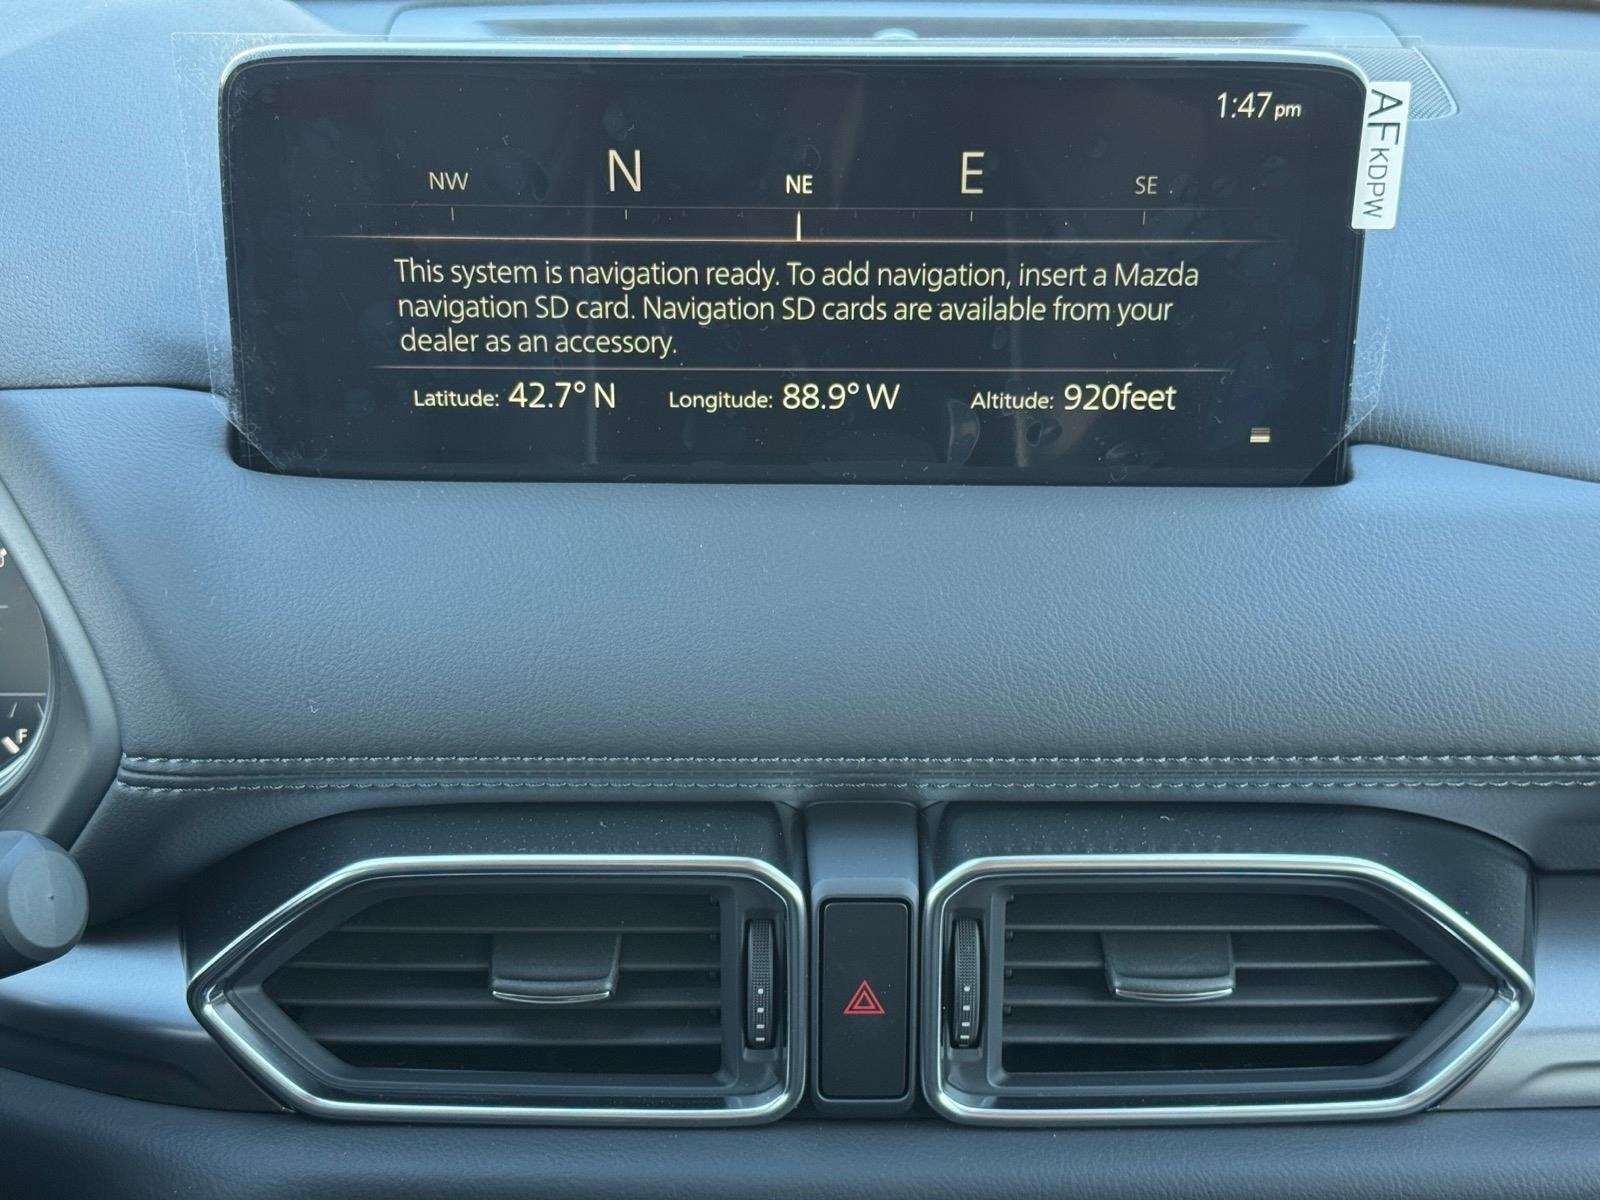 1:47 pm
NW N NE E SE
This system is navigation ready. To add navigation, insert a Mazda
navigation SD card. Navigation SD cards are available from your
dealer as an accessory.
Latitude: 42.7° N Longitude: 88.9° W Altitude: 920feet
AFKDPW
F